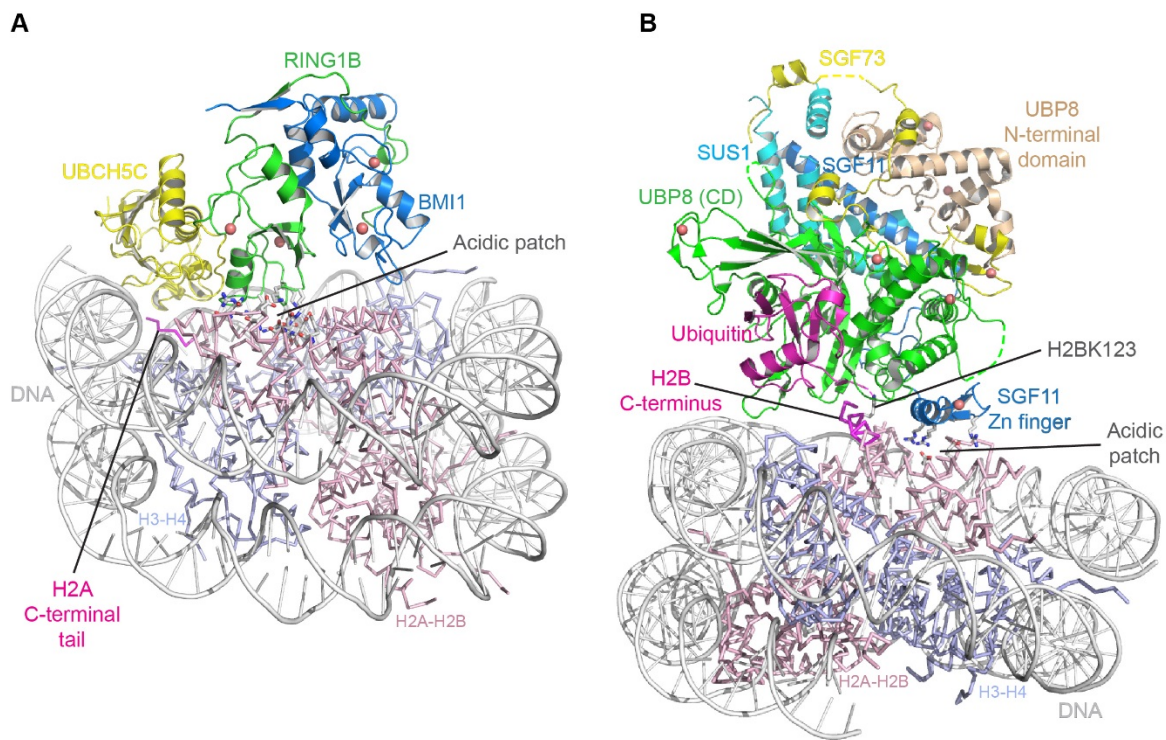 A
RING1B
UBCH5C
BMI1
Acidic patch
DNA
H3-H4
H2A
C-terminal
tail
H2A-H2B
B
SGF73
UBP8
N-terminal
domain
SUS1
SGF11
UBP8 (CD)
Ubiquitin
H2BK123
H2B
C-terminus
SGF11
Zn finger
Acidic
patch
H2A-H2B
H3-H4
DNA